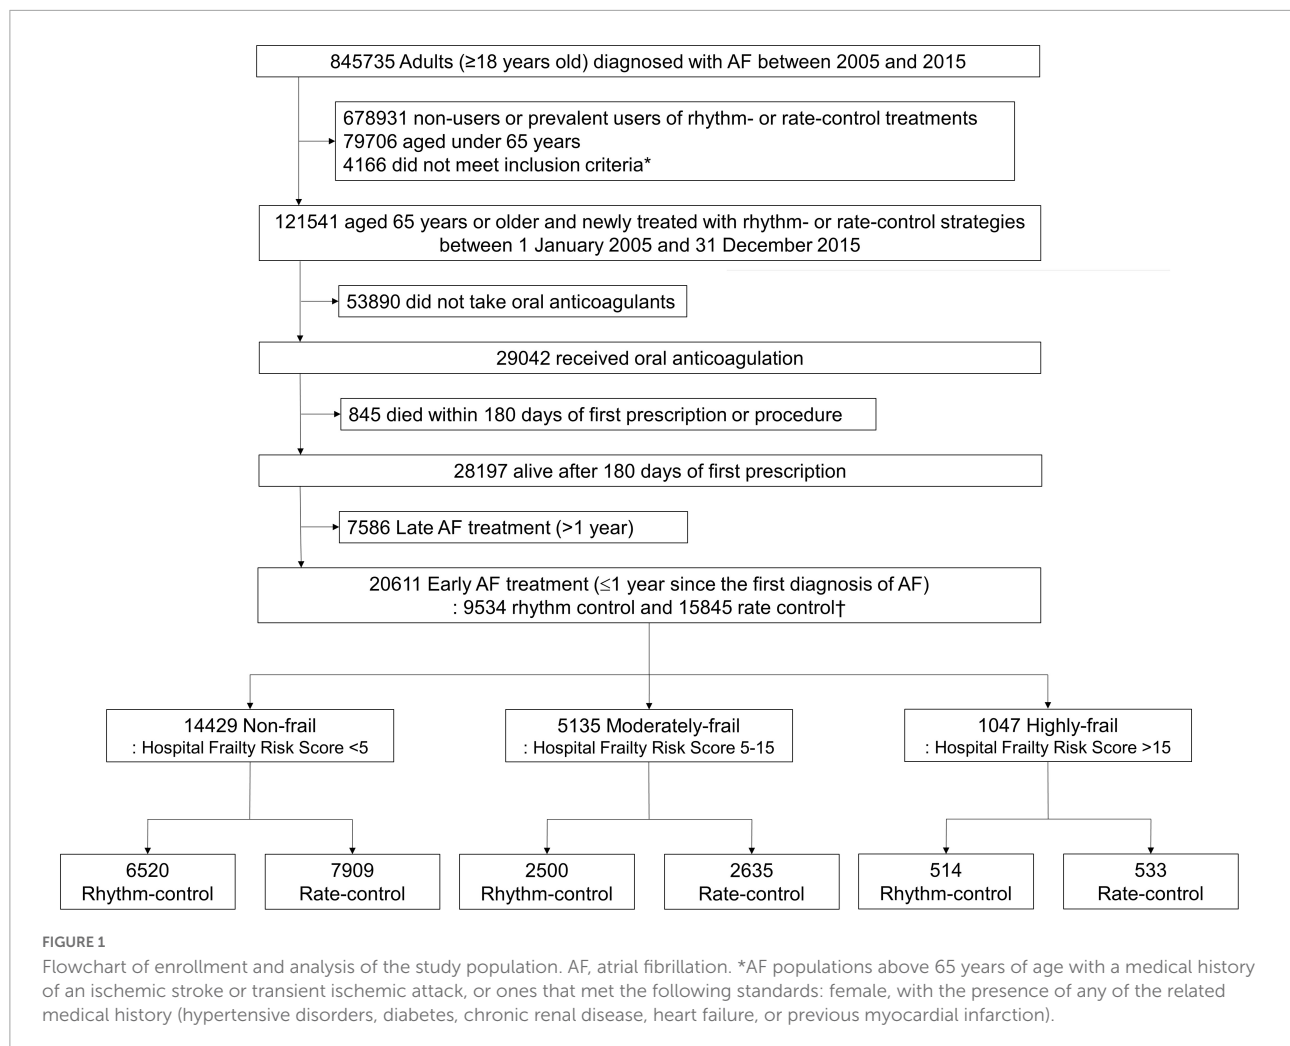 845735 Adults (≥18 years old) diagnosed with AF between 2005 and 2015
678931 non-users or prevalent users of rhythm- or rate-control treatments
79706 aged under 65 years
4166 did not meet inclusion criteria*
121541 aged 65 years or older and newly treated with rhythm- or rate-control strategies
between 1 January 2005 and 31 December 2015
53890 did not take oral anticoagulants
29042 received oral anticoagulation
845 died within 180 days of first prescription or procedure
28197 alive after 180 days of first prescription
7586 Late AF treatment (>1 year)
20611 Early AF treatment (≤1 year since the first diagnosis of AF)
: 9534 rhythm control and 15845 rate control†
14429 Non-frail
: Hospital Frailty Risk Score <5
5135 Moderately-frail
: Hospital Frailty Risk Score 5-15
1047 Highly-frail
: Hospital Frailty Risk Score >15
6520
Rhythm-control
7909
Rate-control
2500
Rhythm-control
2635
Rate-control
514
Rhythm-control
533
Rate-control
FIGURE 1
Flowchart of enrollment and analysis of the study population. AF, atrial fibrillation. *AF populations above 65 years of age with a medical history
of an ischemic stroke or transient ischemic attack, or ones that met the following standards: female, with the presence of any of the related
medical history (hypertensive disorders, diabetes, chronic renal disease, heart failure, or previous myocardial infarction).